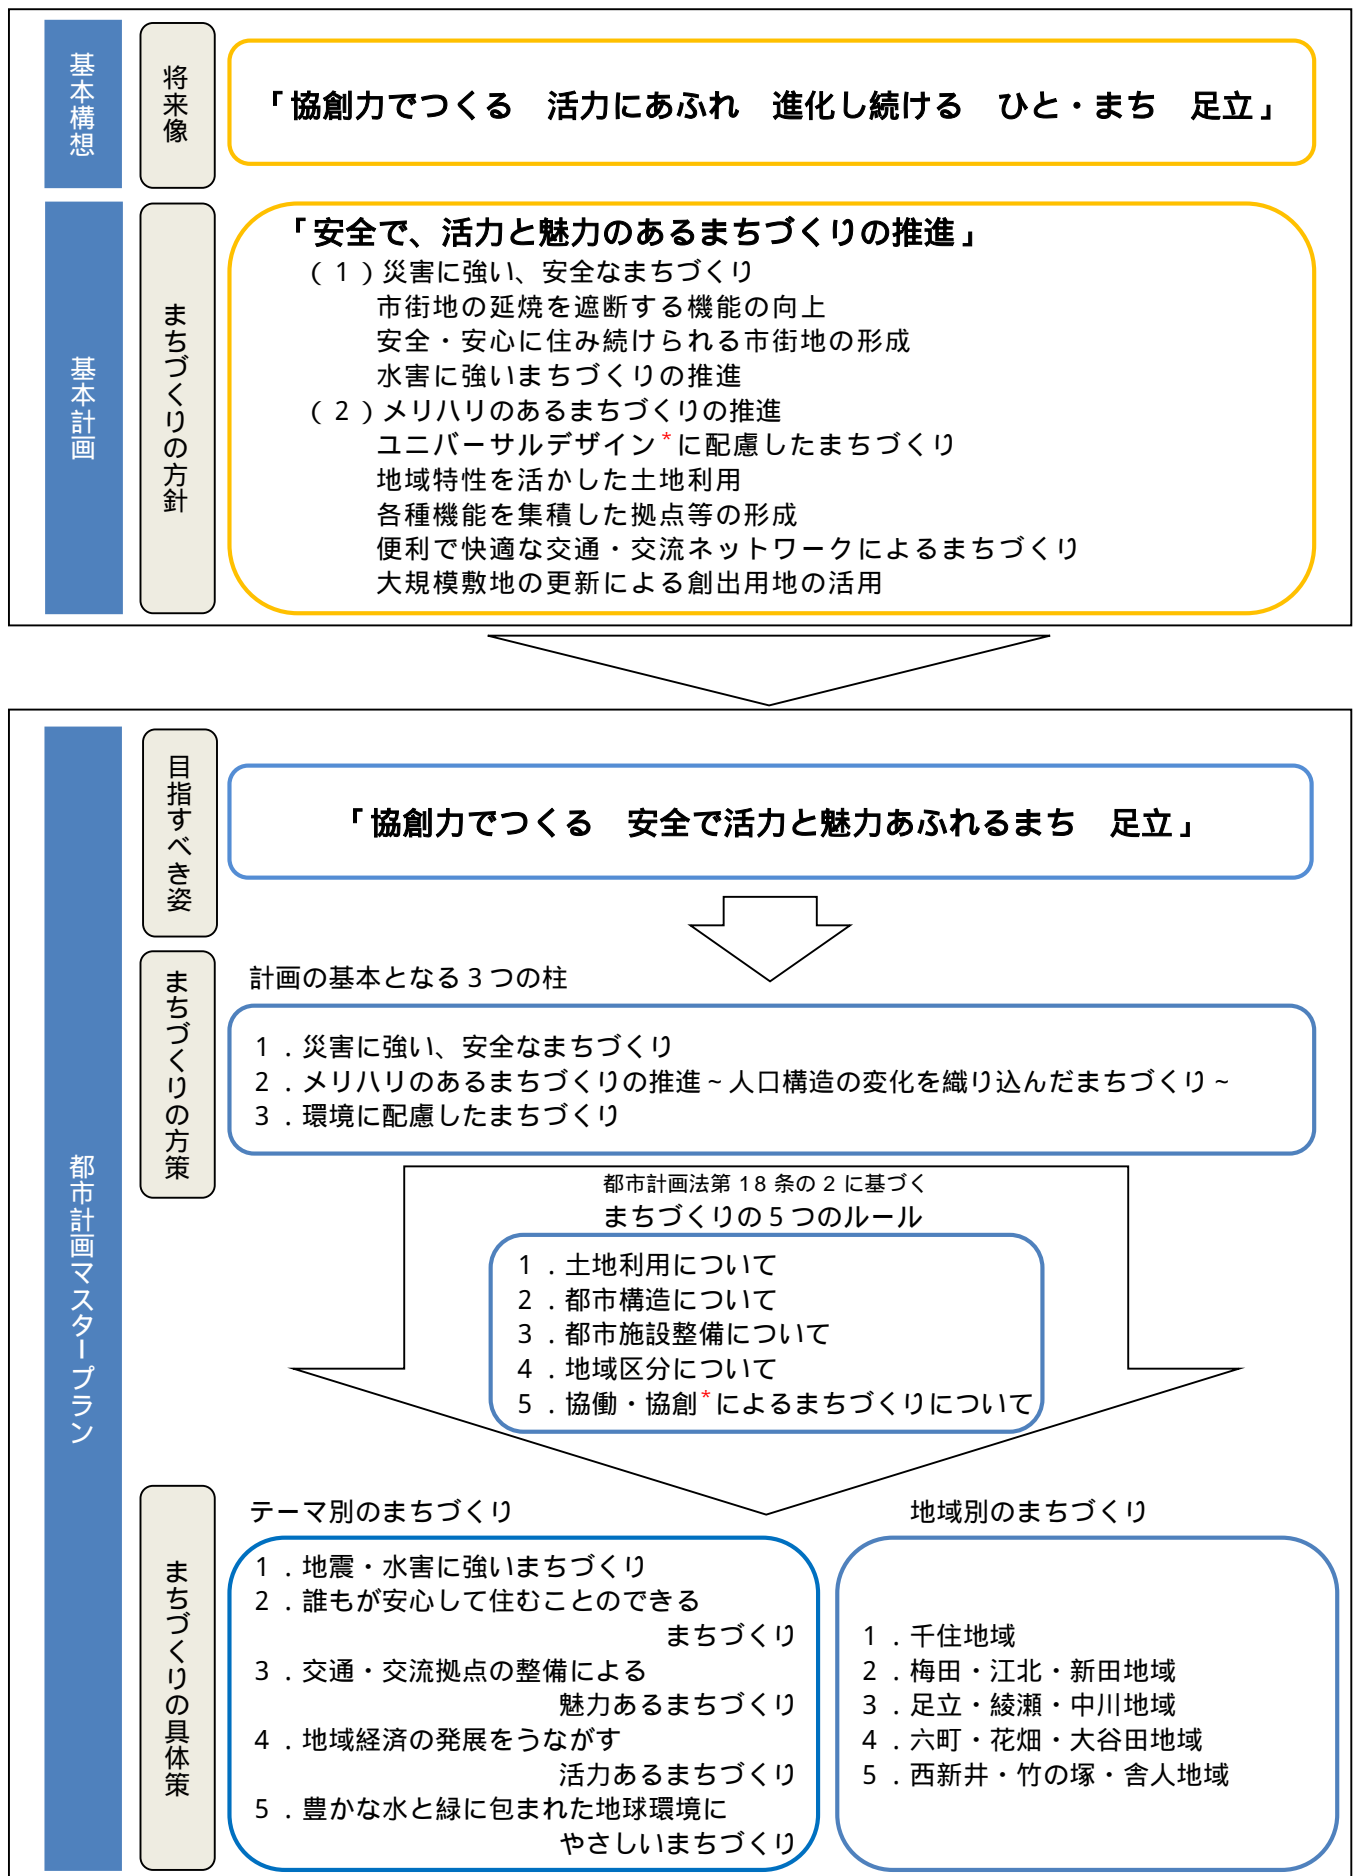 基本構想
将来像
「協創力でつくる　活力にあふれ　進化し続ける　ひと・まち　足立」
基本計画
まちづくりの方針
「安全で、活力と魅力のあるまちづくりの推進」
（１）災害に強い、安全なまちづくり
市街地の延焼を遮断する機能の向上
安全・安心に住み続けられる市街地の形成
水害に強いまちづくりの推進
（２）メリハリのあるまちづくりの推進
ユニバーサルデザイン*に配慮したまちづくり
地域特性を活かした土地利用
各種機能を集積した拠点等の形成
便利で快適な交通・交流ネットワークによるまちづくり
大規模敷地の更新による創出用地の活用
都市計画マスタープラン
目指すべき姿
「協創力でつくる　安全で活力と魅力あふれるまち　足立」
まちづくりの方策
計画の基本となる３つの柱
１．災害に強い、安全なまちづくり
２．メリハリのあるまちづくりの推進～人口構造の変化を織り込んだまちづくり～
３．環境に配慮したまちづくり
都市計画法第 18 条の２に基づく
まちづくりの５つのルール
１．土地利用について
２．都市構造について
３．都市施設整備について
４．地域区分について
５．協働・協創*によるまちづくりについて
まちづくりの具体策
テーマ別のまちづくり
１．地震・水害に強いまちづくり
２．誰もが安心して住むことのできる
まちづくり
３．交通・交流拠点の整備による
魅力あるまちづくり
４．地域経済の発展をうながす
活力あるまちづくり
５．豊かな水と緑に包まれた地球環境に
やさしいまちづくり
地域別のまちづくり
１．千住地域
２．梅田・江北・新田地域
３．足立・綾瀬・中川地域
４．六町・花畑・大谷田地域
５．西新井・竹の塚・舎人地域